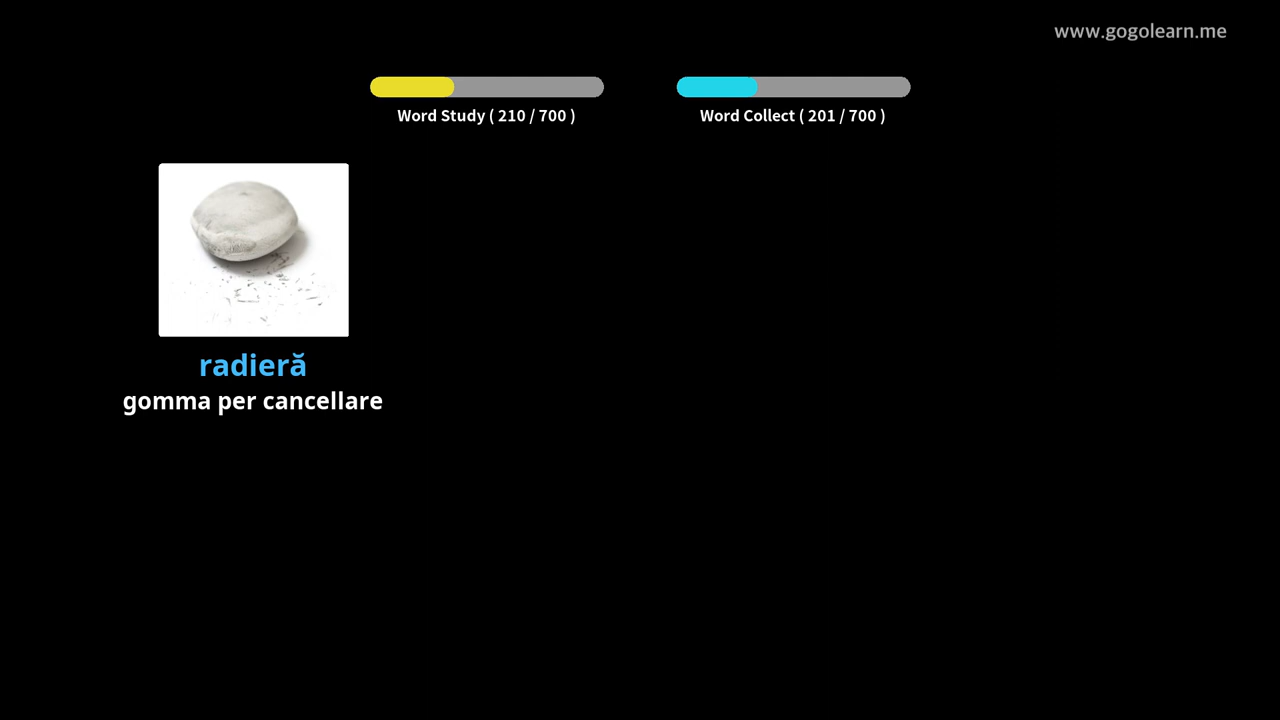 www.gogolearn.me
Word Study ( 210 / 700 )
Word Collect ( 201 / 700 )
radieră
gomma per cancellare